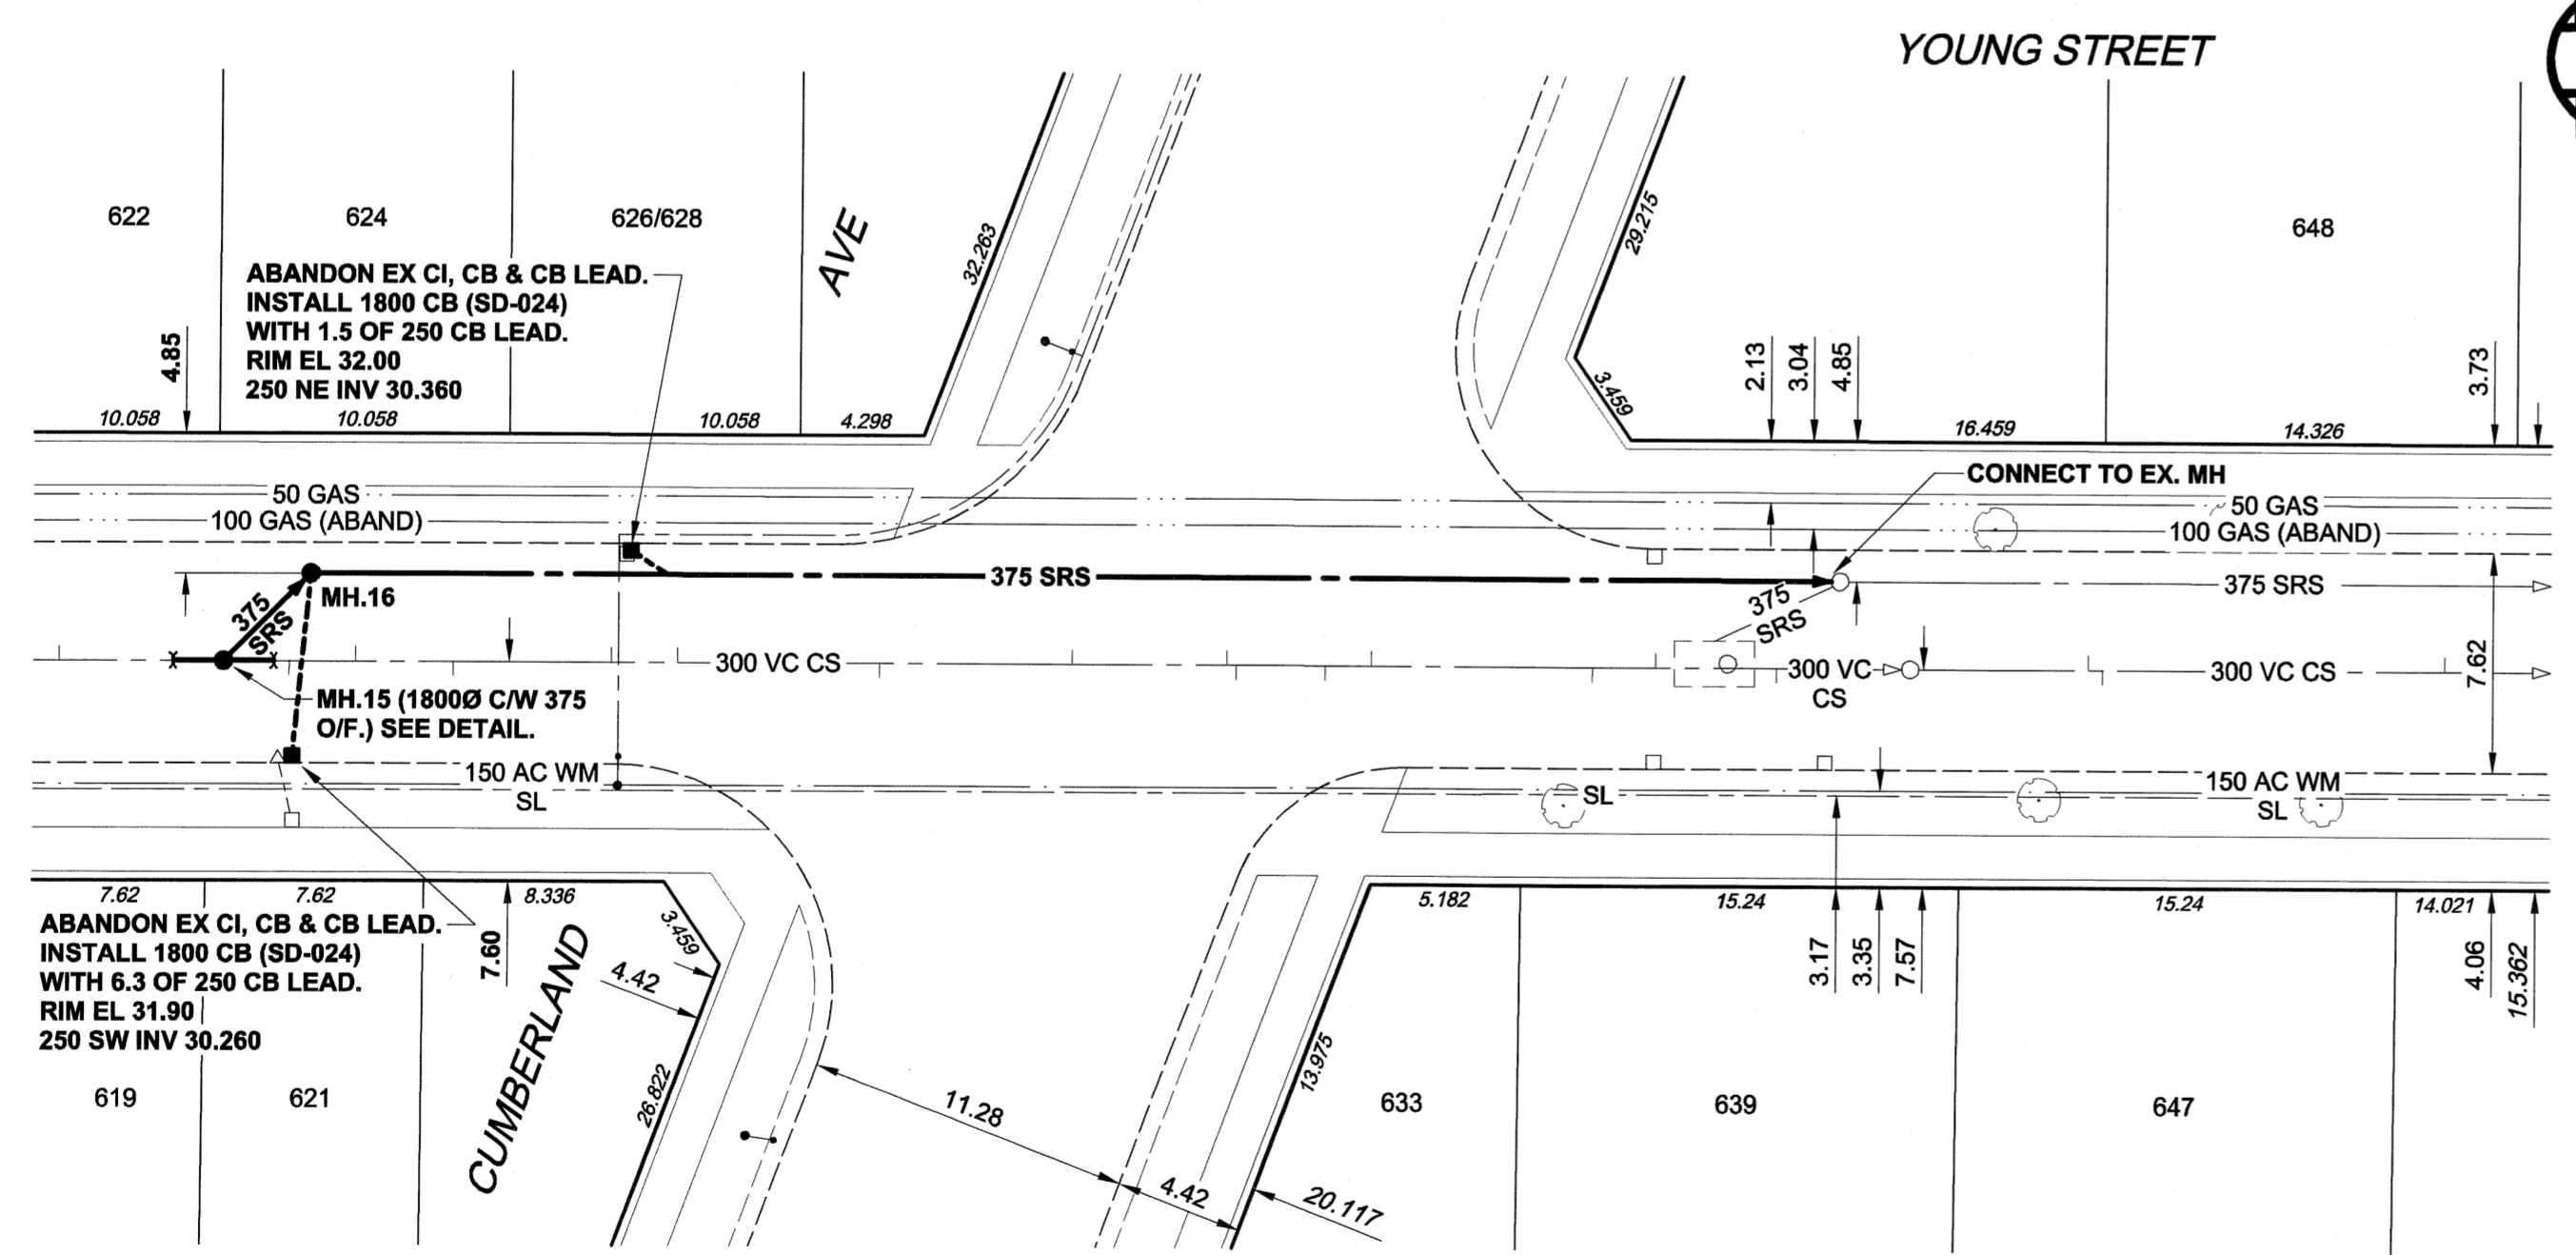 YOUNG STREET
622
624
626/628
AVE
32.263
29.215
648
ABANDON EX CI, CB & CB LEAD.
INSTALL 1800 CB (SD-024)
WITH 1.5 OF 250 CB LEAD.
RIM EL 32.00
250 NE INV 30.360
4.85
2.13
3.04
4.85
3.73
3.459
10.058
10.058
10.058
4.298
16.459
14.326
CONNECT TO EX. MH
50 GAS
100 GAS (ABAND)
50 GAS
100 GAS (ABAND)
375 SRS
MH.16
375
SRS
375
SRS
375 SRS
300 VC CS
300 VC
CS
300 VC CS
7.62
MH.15 (1800Ø C/W 375
O/F.) SEE DETAIL.
150 AC WM
SL
SL
150 AC WM
SL
7.62
7.62
8.336
5.182
15.24
15.24
14.021
ABANDON EX CI, CB & CB LEAD.
INSTALL 1800 CB (SD-024)
WITH 6.3 OF 250 CB LEAD.
RIM EL 31.90
250 SW INV 30.260
7.60
3.459
4.42
3.17
3.35
7.57
4.06
15.362
CUMBERLAND
26.822
13.975
619
621
11.28
633
639
647
4.42
20.117